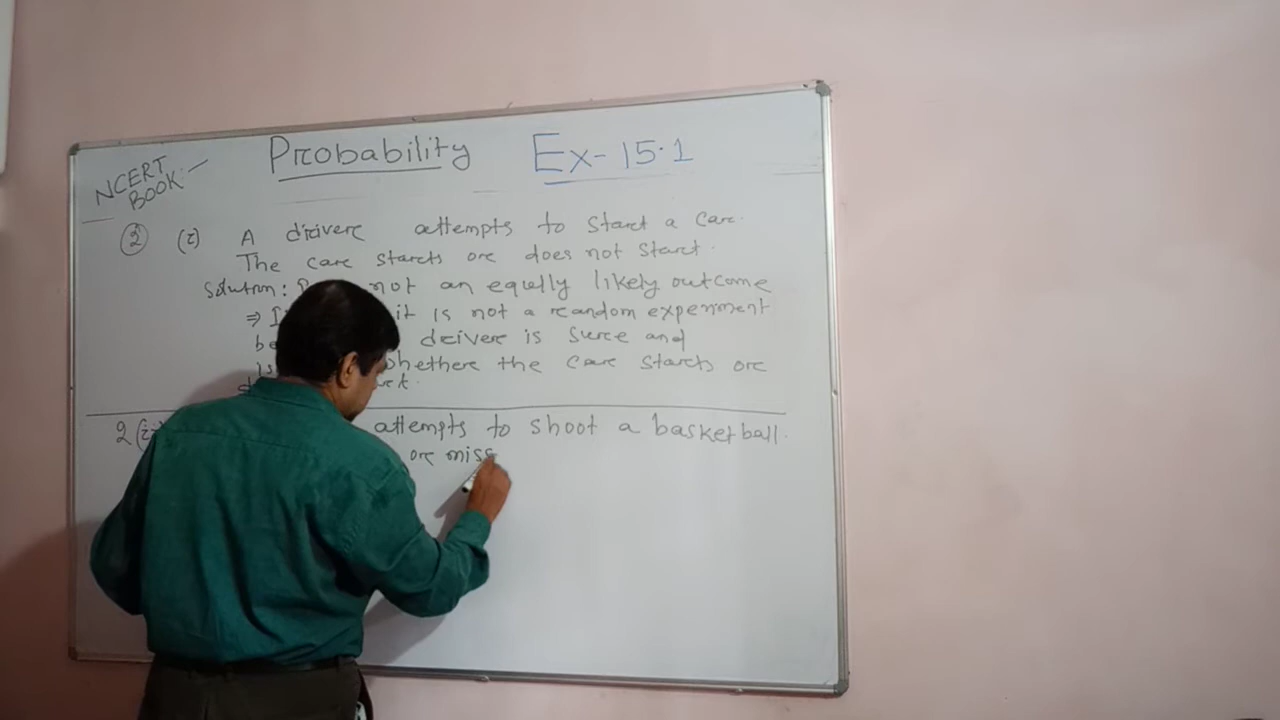 NCERT BOOK:-
Probability Ex-15.1
② (i) A driver attempts to start a car.
The car starts or does not start.
Solution: not an equally likely outcome
⇒ it is not a random experiment
driver is sure and
whether the car starts or
2 attempts to shoot a basketball.
or miss